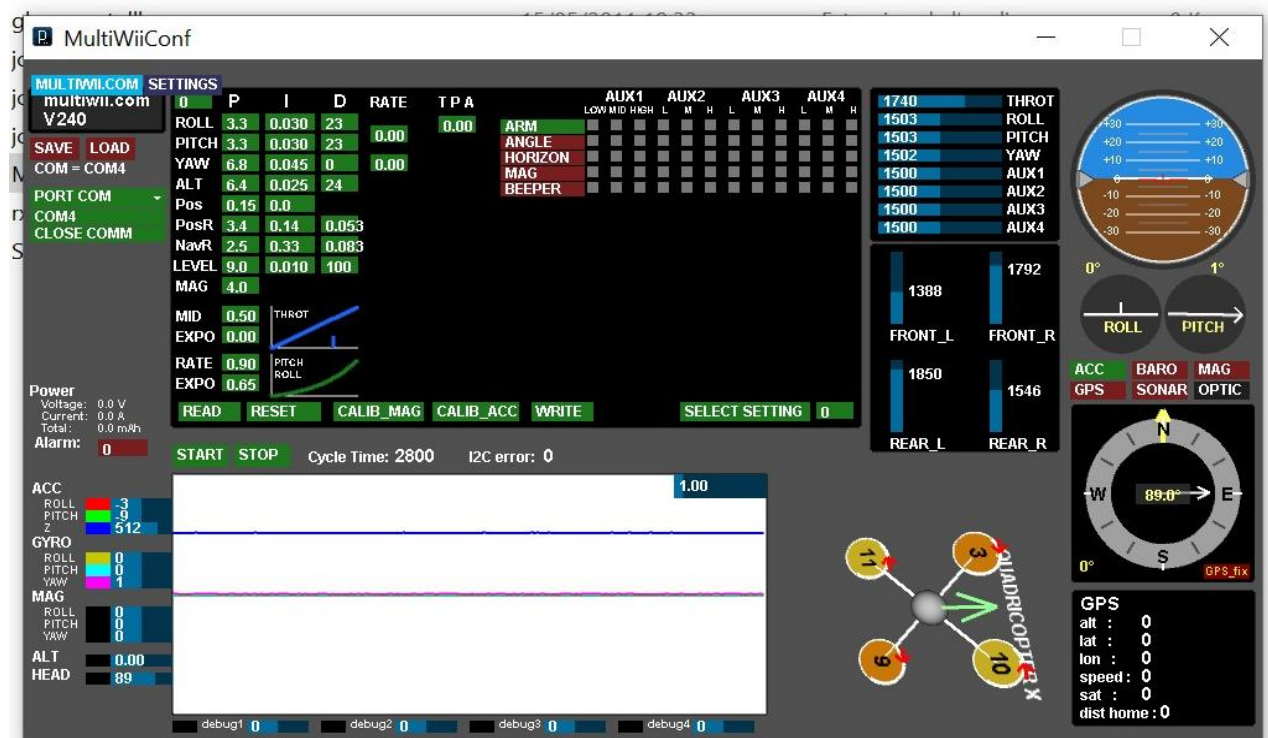 MultiWiiConf
MULTIWII.COM SETTINGS
multiwii.com
V240
SAVE LOAD
COM = COM4
PORT COM
COM4
CLOSE COMM
0 P I D RATE T P A
ROLL 3.3 0.030 23 0.00
PITCH 3.3 0.030 23 0.00
YAW 6.8 0.045 0 0.00
ALT 6.4 0.025 24
Pos 0.15 0.0
PosR 3.4 0.14 0.053
NavR 2.5 0.33 0.083
LEVEL 9.0 0.010 100
MAG 4.0
MID 0.50 THROT
EXPO 0.00
RATE 0.90 PITCH
EXPO 0.65 ROLL
AUX1 AUX2 AUX3 AUX4
LOW MID HIGH L M H L M H L M H
ARM
ANGLE
HORIZON
MAG
BEEPER
READ RESET CALIB_MAG CALIB_ACC WRITE SELECT SETTING 0
1740 THROT
1503 ROLL
1503 PITCH
1502 YAW
1500 AUX1
1500 AUX2
1500 AUX3
1500 AUX4
1388 1792
FRONT_L FRONT_R
1850 1546
REAR_L REAR_R
+30 +30
+20 +20
+10 +10
0 0
-10 -10
-20 -20
-30 -30
0° 1°
ROLL PITCH
ACC BARO MAG
GPS SONAR OPTIC
N
W 89.0° E
S
0° GPS_fix
Power
Voltage: 0.0 V
Current: 0.0 A
Total: 0.0 mAh
Alarm: 0
START STOP Cycle Time: 2800 I2C error: 0
1.00
ACC
ROLL -3
PITCH -9
Z 512
GYRO
ROLL 0
PITCH 0
YAW 1
MAG
ROLL 0
PITCH 0
YAW 0
ALT 0.00
HEAD 89
debug1 0 debug2 0 debug3 0 debug4 0
11 3
9 10
QUADRICOPTER X
GPS
alt : 0
lat : 0
lon : 0
speed : 0
sat : 0
dist home : 0